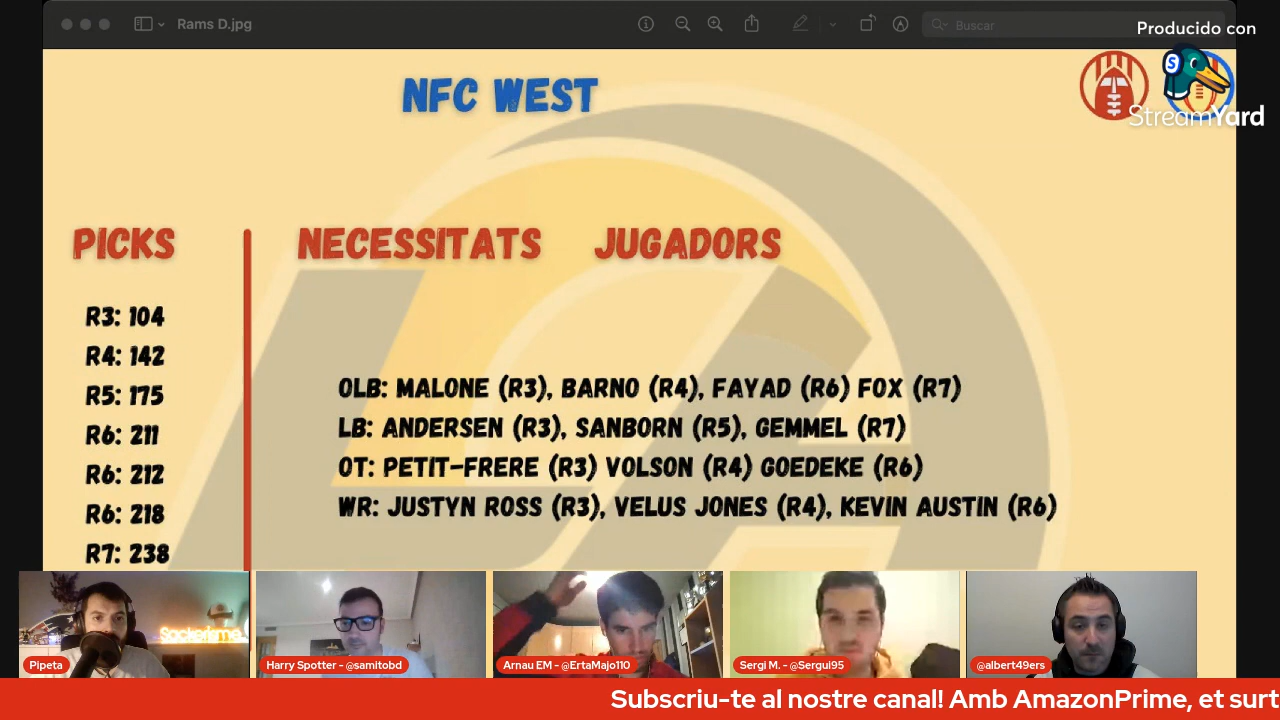 Rams D.jpg
Buscar
Producido con
StreamYard
NFC WEST
PICKS
NECESSITATS
JUGADORS
R3: 104
R4: 142
R5: 175
R6: 211
R6: 212
R6: 218
R7: 238
OLB: MALONE (R3), BARNO (R4), FAYAD (R6) FOX (R7)
LB: ANDERSEN (R3), SANBORN (R5), GEMMEL (R7)
OT: PETIT-FRERE (R3) VOLSON (R4) GOEDEKE (R6)
WR: JUSTYN ROSS (R3), VELUS JONES (R4), KEVIN AUSTIN (R6)
Pipeta
Harry Spotter - @samitobd
Arnau EM - @ErtaMajo110
Sergi M. - @Sergui95
@albert49ers
Subscriu-te al nostre canal! Amb AmazonPrime, et surt